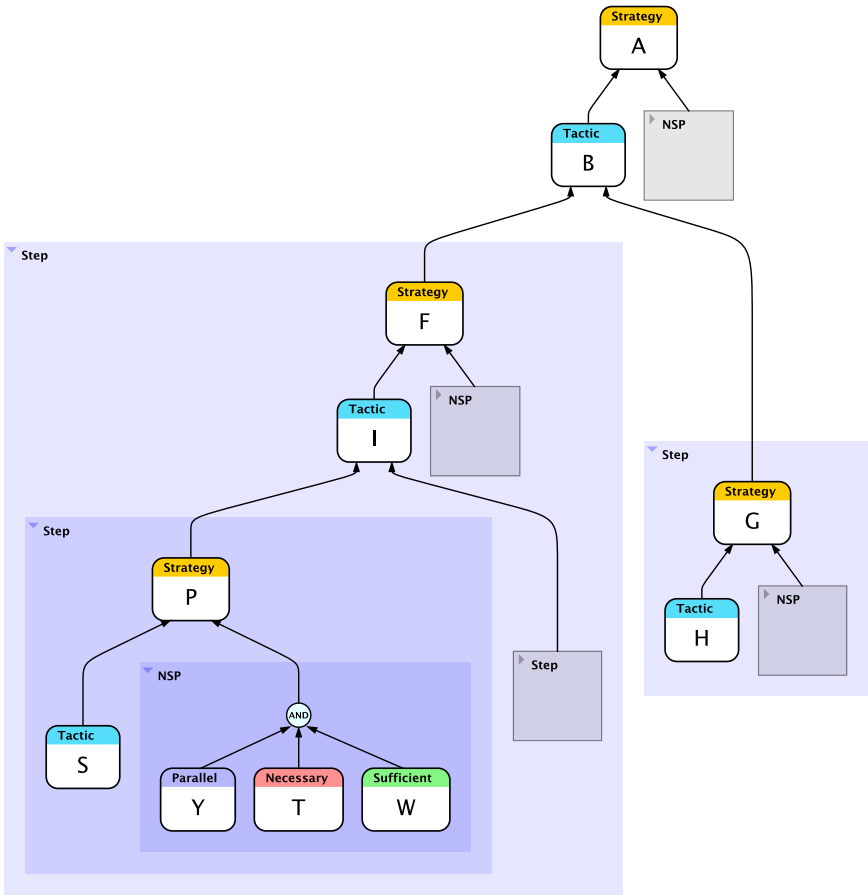 Strategy
A
Tactic
B
NSP
Step
Strategy
F
Tactic
I
NSP
Step
Strategy
G
Tactic
H
NSP
Step
Strategy
P
Step
NSP
Tactic
S
AND
Parallel
Y
Necessary
T
Sufficient
W